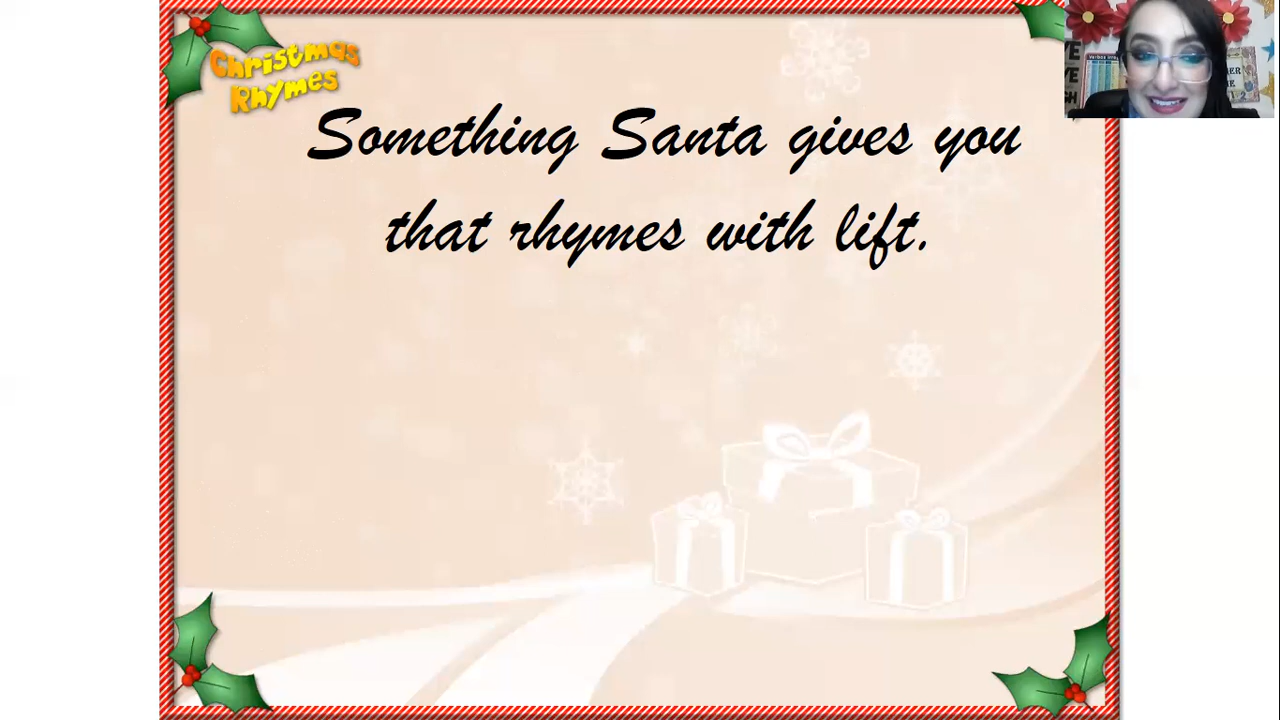 Christmas
Rhymes
Something Santa gives you
that rhymes with lift.